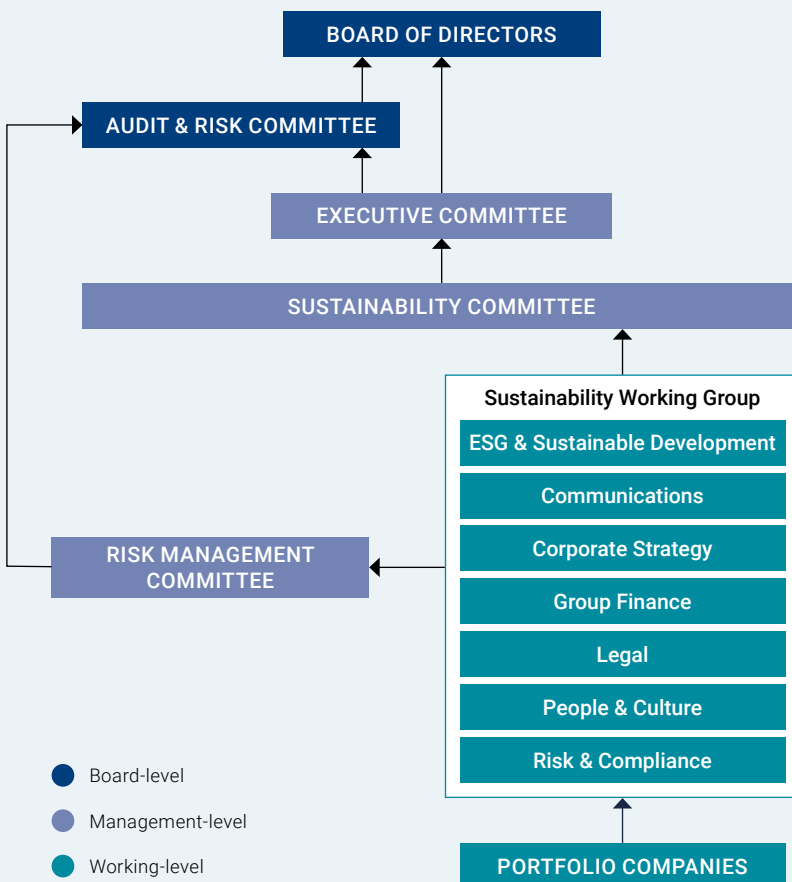 BOARD OF DIRECTORS
AUDIT & RISK COMMITTEE
EXECUTIVE COMMITTEE
SUSTAINABILITY COMMITTEE
Sustainability Working Group
ESG & Sustainable Development
Communications
Corporate Strategy
Group Finance
Legal
People & Culture
Risk & Compliance
RISK MANAGEMENT
COMMITTEE
Board-level
Management-level
Working-level
PORTFOLIO COMPANIES